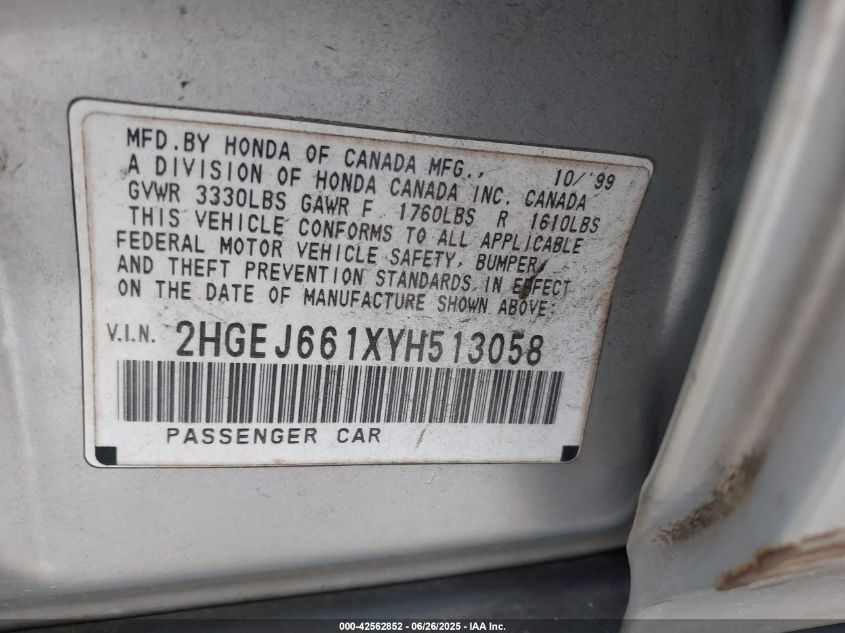 MFD.BY HONDA OF CANADA MFG., 10/'99
A DIVISION OF HONDA CANADA INC. CANADA
GVWR 3330LBS GAWR F 1760LBS R 1610LBS
THIS VEHICLE CONFORMS TO ALL APPLICABLE
FEDERAL MOTOR VEHICLE SAFETY, BUMPER,
AND THEFT PREVENTION STANDARDS IN EFFECT
ON THE DATE OF MANUFACTURE SHOWN ABOVE:
V.I.N. 2HGEJ661XYH513058
PASSENGER CAR
000-42562852 | 06/26/2025 - IAA Inc.